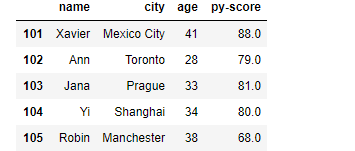 name city age py-score
101 Xavier Mexico City 41 88.0
102 Ann Toronto 28 79.0
103 Jana Prague 33 81.0
104 Yi Shanghai 34 80.0
105 Robin Manchester 38 68.0